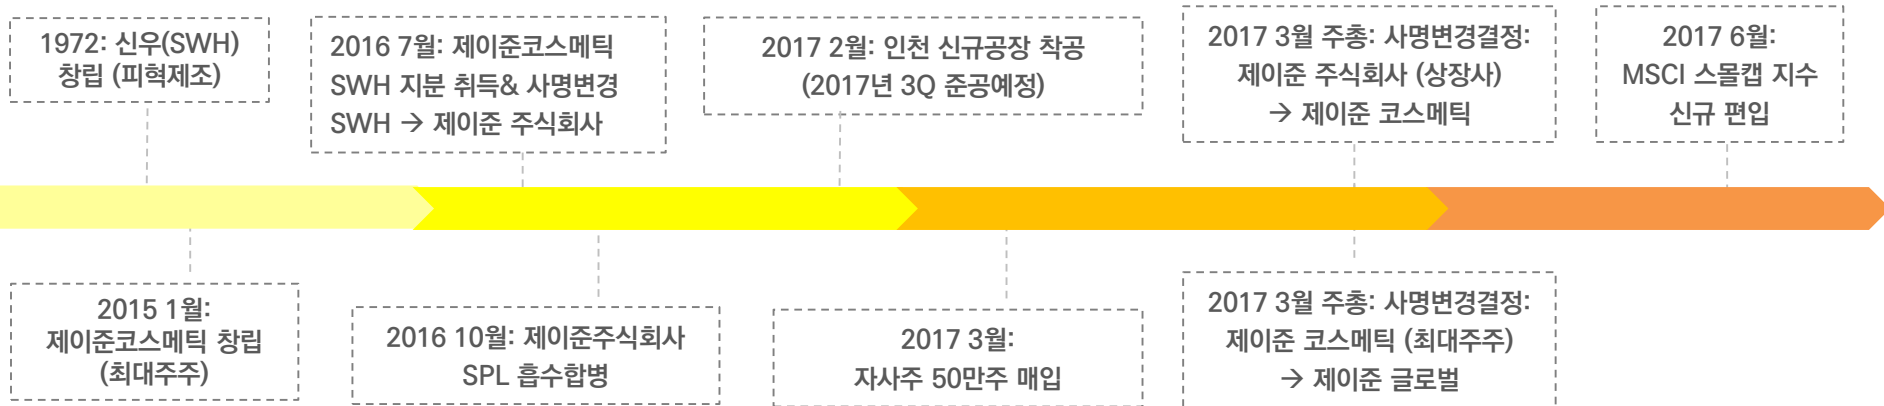 1972: 신우(SWH)
창립 (피혁제조)
2016 7월: 제이준코스메틱
SWH 지분 취득& 사명변경
SWH → 제이준 주식회사
2017 2월: 인천 신규공장 착공
(2017년 3Q 준공예정)
2017 3월 주총: 사명변경결정:
제이준 주식회사 (상장사)
→ 제이준 코스메틱
2017 6월:
MSCI 스몰캡 지수
신규 편입
2015 1월:
제이준코스메틱 창립
(최대주주)
2016 10월: 제이준주식회사
SPL 흡수합병
2017 3월:
자사주 50만주 매입
2017 3월 주총: 사명변경결정:
제이준 코스메틱 (최대주주)
→ 제이준 글로벌